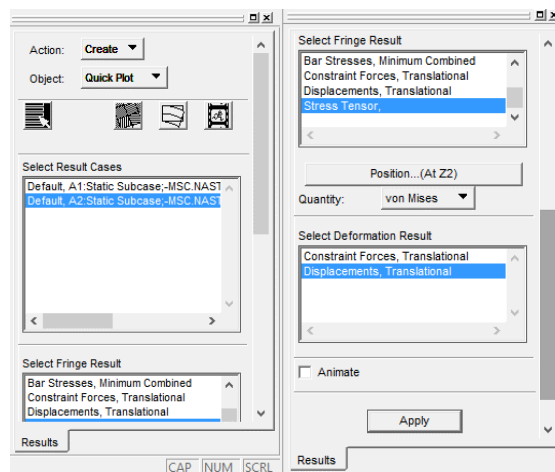 Action: Create
Object: Quick Plot
Select Result Cases
Default, A1:Static Subcase;-MSC.NAST
Default, A2:Static Subcase;-MSC.NAST
Select Fringe Result
Bar Stresses, Minimum Combined
Constraint Forces, Translational
Displacements, Translational
Results
CAP NUM SCRL
Select Fringe Result
Bar Stresses, Minimum Combined
Constraint Forces, Translational
Displacements, Translational
Stress Tensor,
Position...(At Z2)
Quantity: von Mises
Select Deformation Result
Constraint Forces, Translational
Displacements, Translational
Animate
Apply
Results